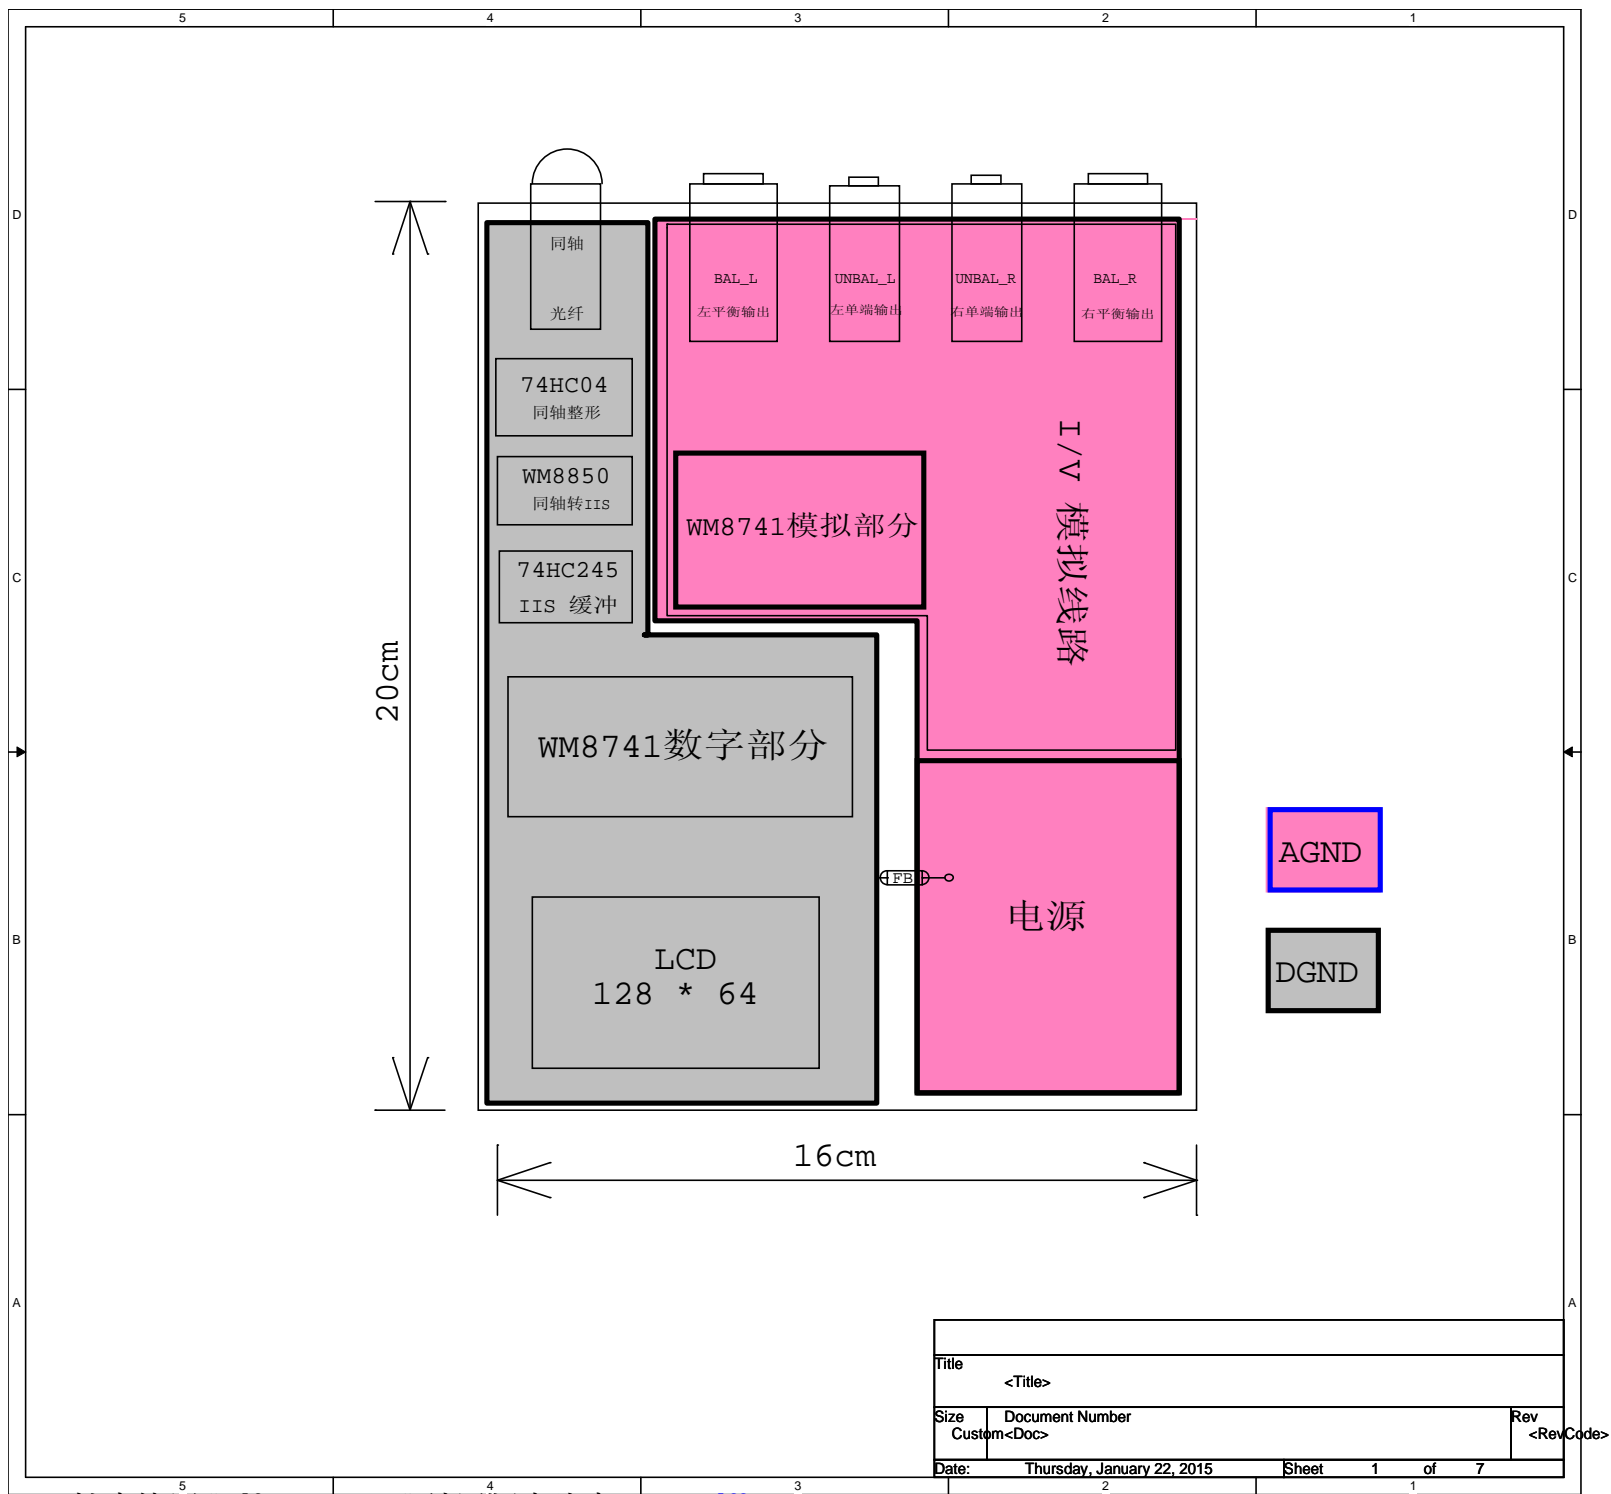 5 4 3 2 1
D D
同轴
光纤
BAL_L
左平衡输出
UNBAL_L
左单端输出
UNBAL_R
右单端输出
BAL_R
右平衡输出
74HC04
同轴整形
WM8850
同轴转IIS
74HC245
IIS 缓冲
WM8741模拟部分
I/V 模拟线路
C C
20cm
WM8741数字部分
AGND
FB
电源
B B
LCD
128 * 64
DGND
16cm
A A
Title
<Title>
Size Document Number Rev
Custom <Doc> <RevCode>
Date: Thursday, January 22, 2015 Sheet 1 of 7
5 4 3 2 1